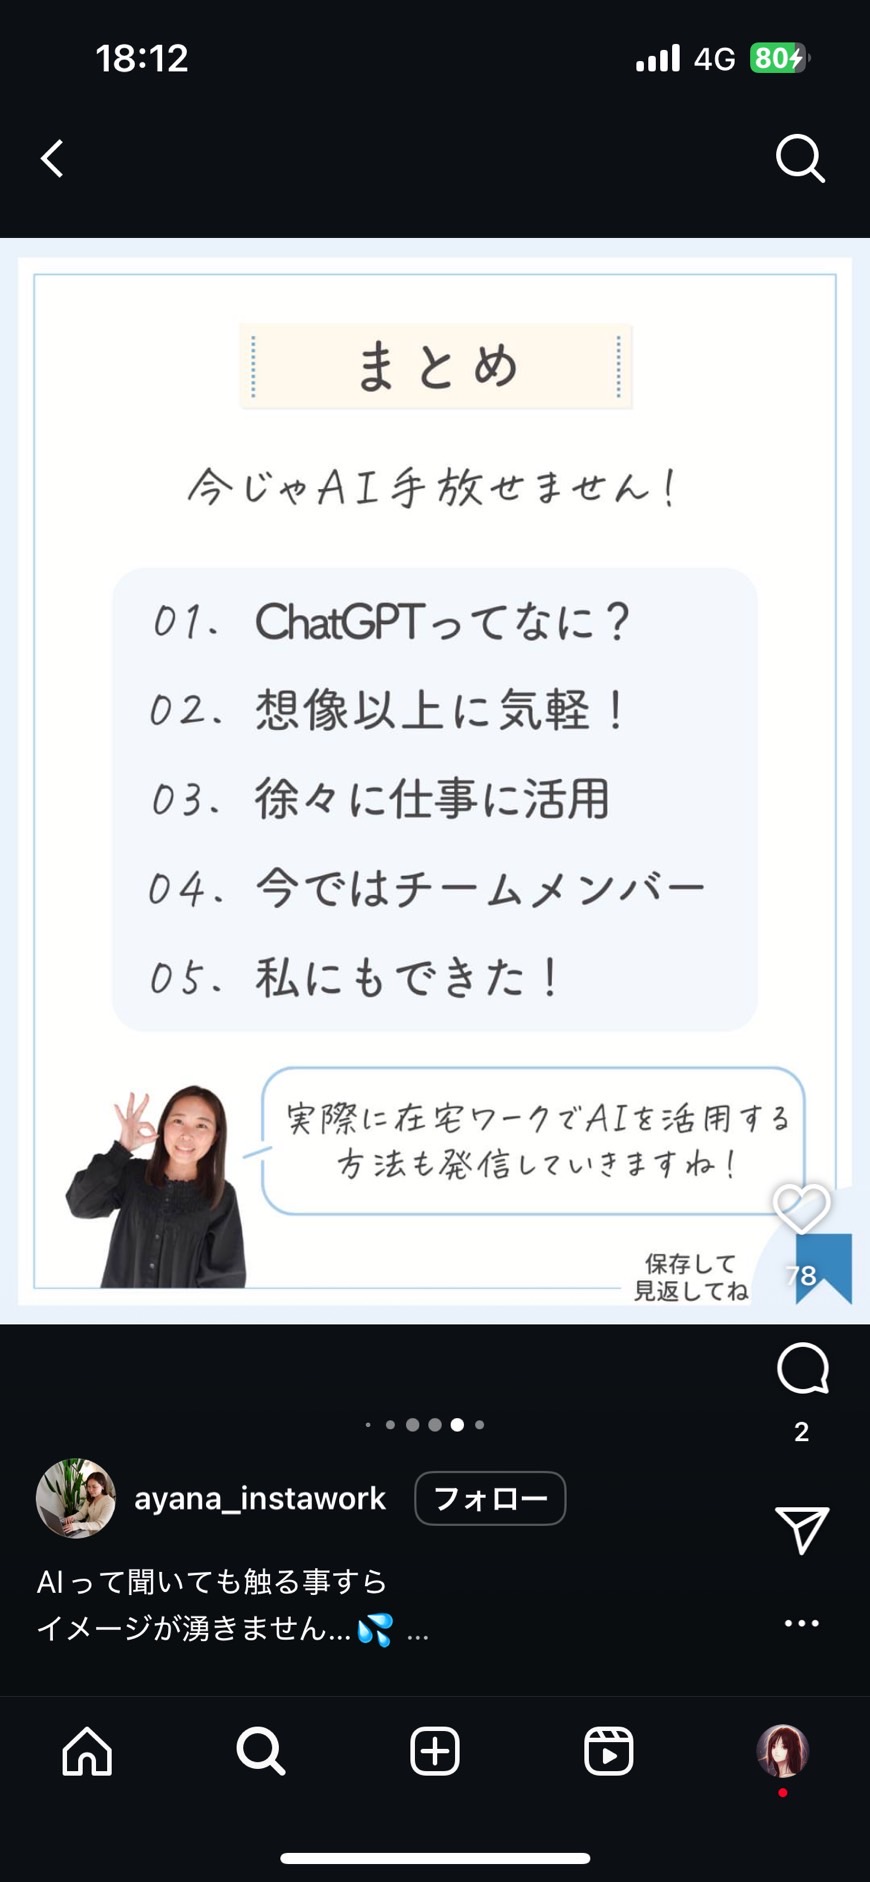 18:12
4G
80
まとめ
今じゃAI手放せません！
01. ChatGPTってなに？
02. 想像以上に気軽！
03. 徐々に仕事に活用
04. 今ではチームメンバー
05. 私にもできた！
実際に在宅ワークでAIを活用する
方法も発信していきますね！
保存して
見返してね
78
2
ayana_instawork
フォロー
AIって聞いても触る事すら
イメージが湧きません...💦 ...